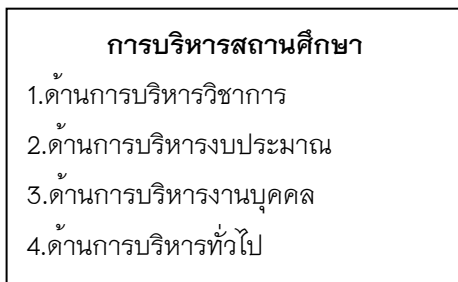 การบริหารสถานศึกษา
1.ด้านการบริหารวิชาการ
2.ด้านการบริหารงบประมาณ
3.ด้านการบริหารงานบุคคล
4.ด้านการบริหารทั่วไป